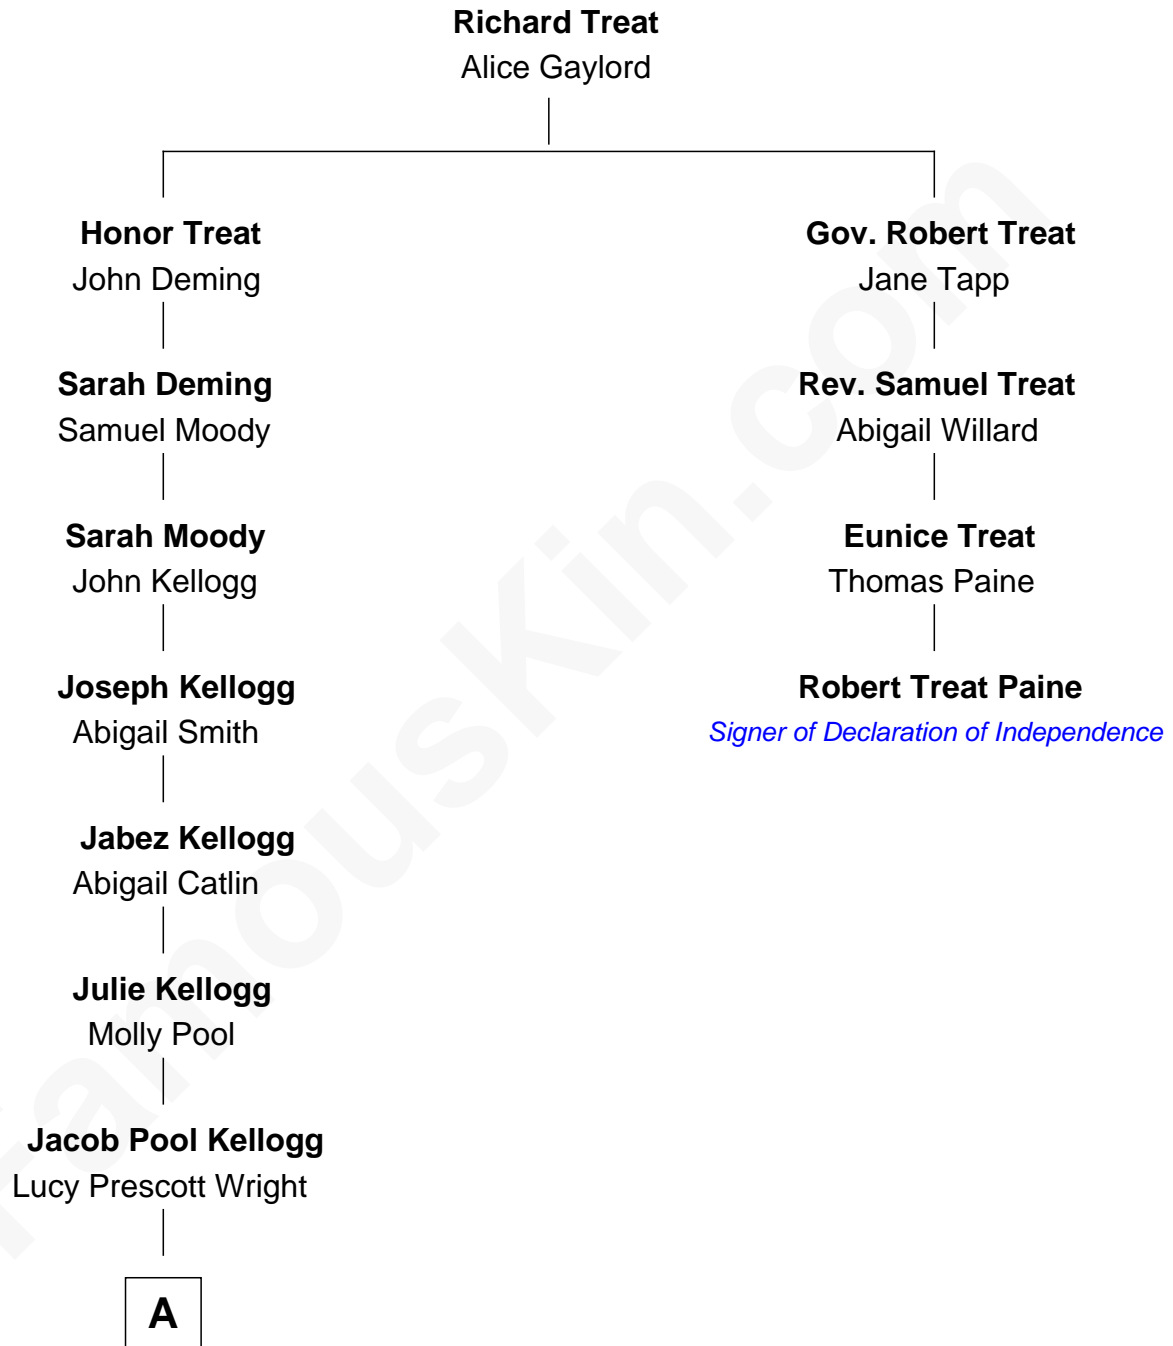 Richard Treat
Alice Gaylord
Honor Treat
John Deming
Gov. Robert Treat
Jane Tapp
Sarah Deming
Samuel Moody
Rev. Samuel Treat
Abigail Willard
Sarah Moody
John Kellogg
Eunice Treat
Thomas Paine
Joseph Kellogg
Abigail Smith
Robert Treat Paine
Signer of Declaration of Independence
Jabez Kellogg
Abigail Catlin
Julie Kellogg
Molly Pool
Jacob Pool Kellogg
Lucy Prescott Wright
A
FamousKin.com